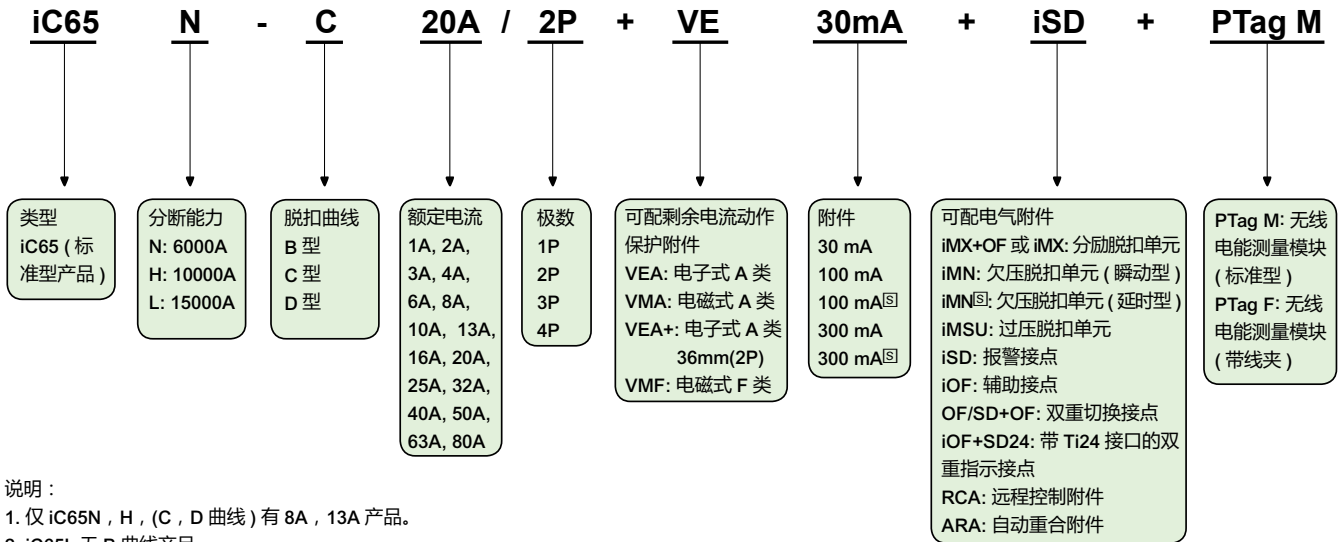 iC65 N - C 20A / 2P + VE 30mA + iSD + PTag M
类型
iC65 ( 标
准型产品 )
分断能力
N: 6000A
H: 10000A
L: 15000A
脱扣曲线
B 型
C 型
D 型
额定电流
1A, 2A,
3A, 4A,
6A, 8A,
10A, 13A,
16A, 20A,
25A, 32A,
40A, 50A,
63A, 80A
极数
1P
2P
3P
4P
可配剩余电流动作
保护附件
VEA: 电子式 A 类
VMA: 电磁式 A 类
VEA+: 电子式 A 类
36mm(2P)
VMF: 电磁式 F 类
附件
30 mA
100 mA
100 mA🅂
300 mA
300 mA🅂
可配电气附件
iMX+OF 或 iMX: 分励脱扣单元
iMN: 欠压脱扣单元 ( 瞬动型 )
iMN🅂: 欠压脱扣单元 ( 延时型 )
iMSU: 过压脱扣单元
iSD: 报警接点
iOF: 辅助接点
OF/SD+OF: 双重切换接点
iOF+SD24: 带 Ti24 接口的双
重指示接点
RCA: 远程控制附件
ARA: 自动重合附件
PTag M: 无线
电能测量模块
( 标准型 )
PTag F: 无线
电能测量模块
( 带线夹 )
说明：
1. 仅 iC65N，H，(C，D 曲线 ) 有 8A，13A 产品。